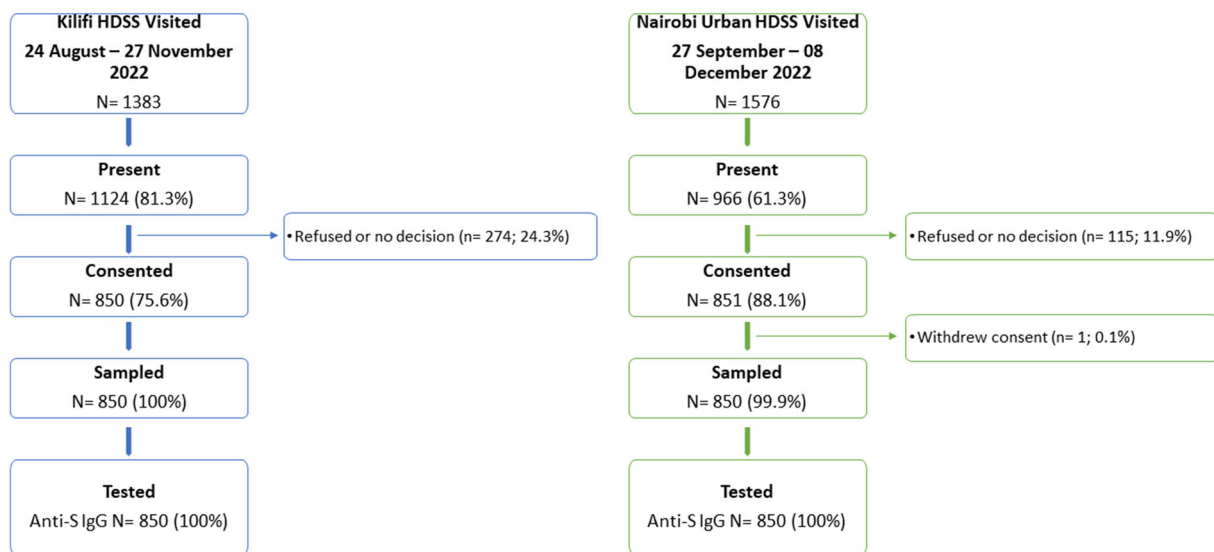 Kilifi HDSS Visited
24 August – 27 November
2022
N= 1383
Present
N= 1124 (81.3%)
•Refused or no decision (n= 274; 24.3%)
Consented
N= 850 (75.6%)
Sampled
N= 850 (100%)
Tested
Anti-S IgG N= 850 (100%)
Nairobi Urban HDSS Visited
27 September – 08
December 2022
N= 1576
Present
N= 966 (61.3%)
•Refused or no decision (n= 115; 11.9%)
Consented
N= 851 (88.1%)
•Withdrew consent (n= 1; 0.1%)
Sampled
N= 850 (99.9%)
Tested
Anti-S IgG N= 850 (100%)